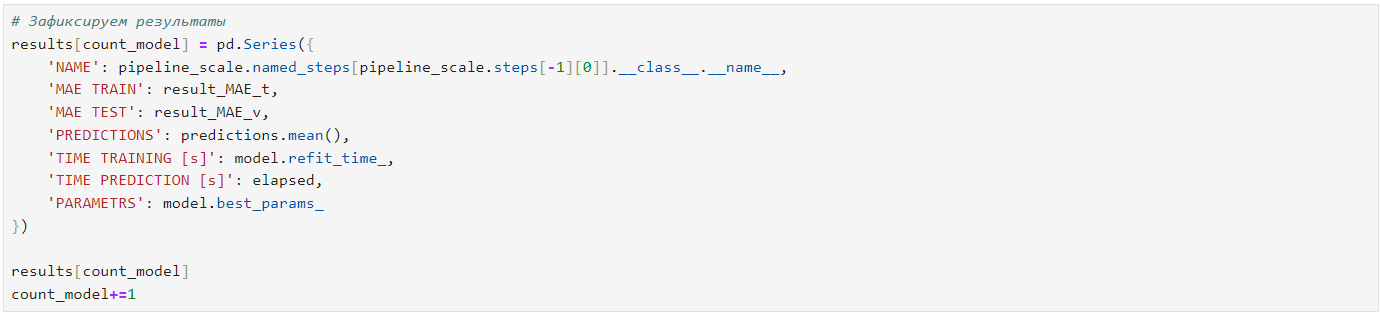 # Зафиксируем результаты
results[count_model] = pd.Series({
    'NAME': pipeline_scale.named_steps[pipeline_scale.steps[-1][0]].__class__.__name__,
    'MAE TRAIN': result_MAE_t,
    'MAE TEST': result_MAE_v,
    'PREDICTIONS': predictions.mean(),
    'TIME TRAINING [s]': model.refit_time_,
    'TIME PREDICTION [s]': elapsed,
    'PARAMETRS': model.best_params_
})

results[count_model]
count_model+=1